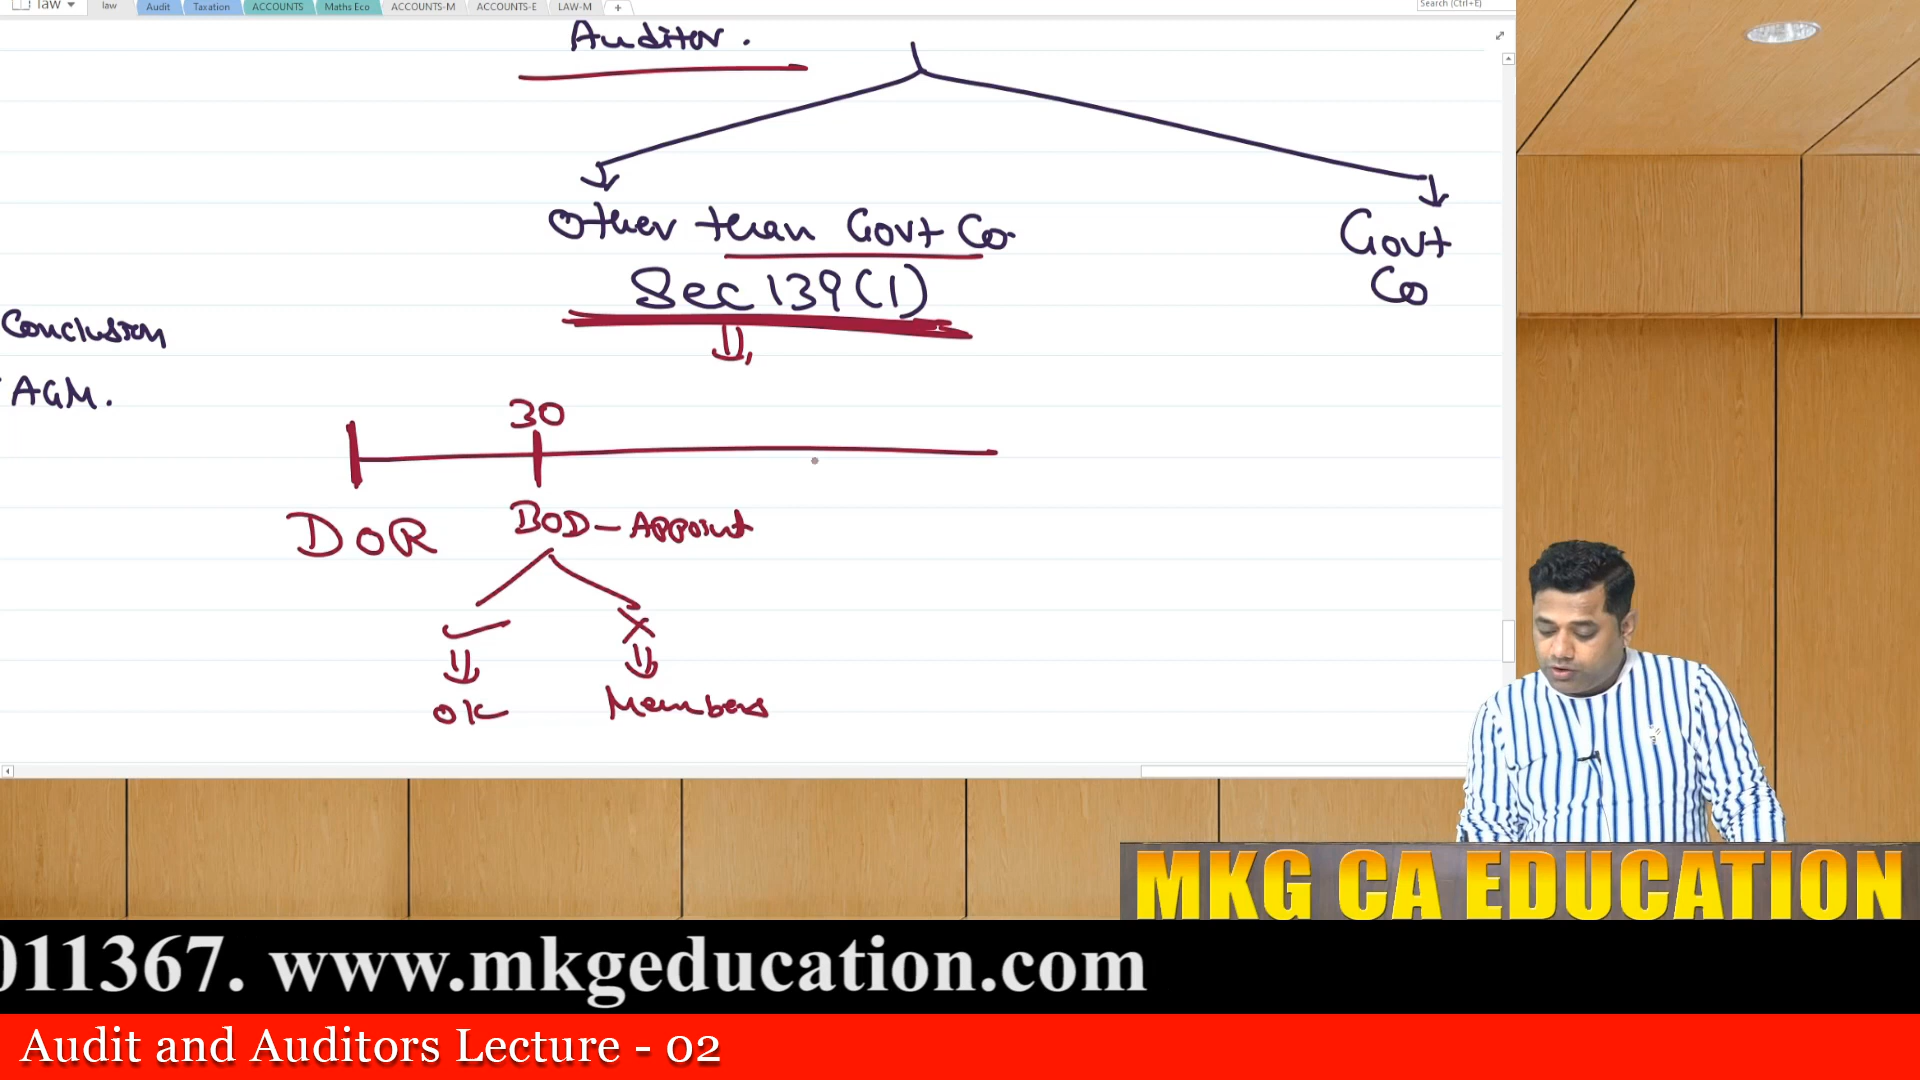 law
law
Audit
Taxation
ACCOUNTS
Maths Eco
ACCOUNTS-M
ACCOUNTS-E
LAW-M
+
Search (Ctrl+E)
Auditor.
Other than Govt Co.
Govt
Co
Sec 139(1)
Conclusion
AGM.
30
DOR
BOD - Appoint
OK
Members
MKG CA EDUCATION
011367. www.mkgeducation.com
Audit and Auditors Lecture - 02